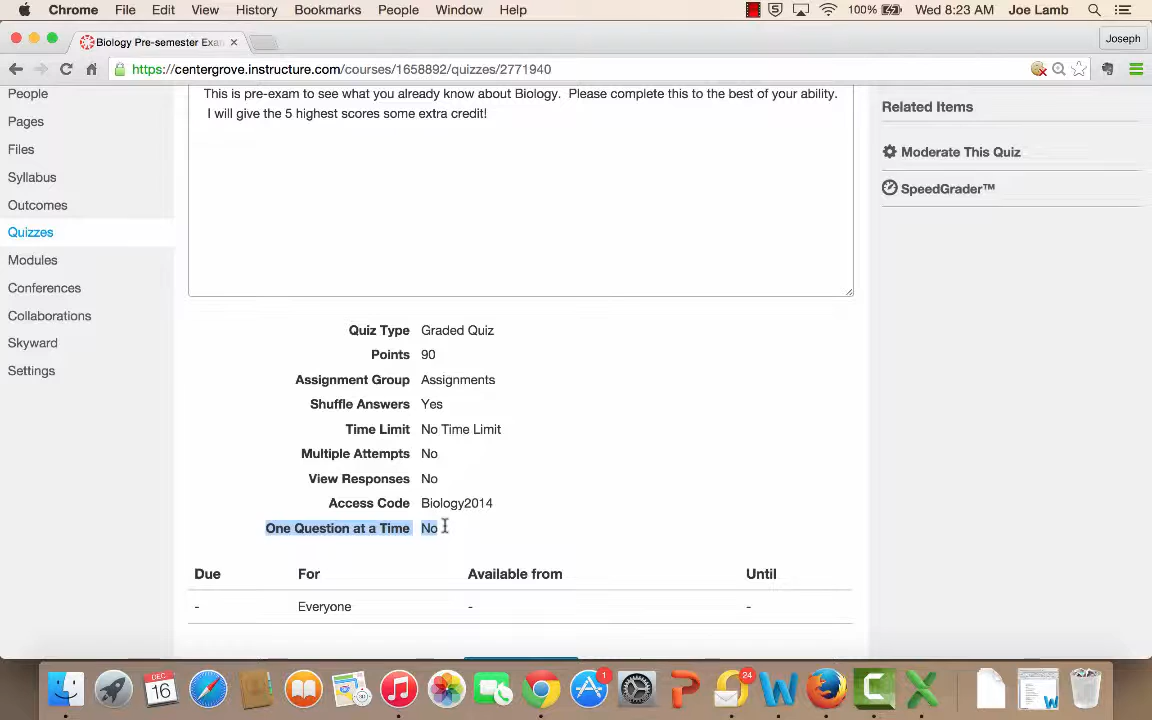 Chrome File Edit View History Bookmarks People Window Help 100% Wed 8:23 AM Joe Lamb
Biology Pre-semester Exam Joseph
https://centergrove.instructure.com/courses/1658892/quizzes/2771940
People
Pages
Files
Syllabus
Outcomes
Quizzes
Modules
Conferences
Collaborations
Skyward
Settings
This is pre-exam to see what you already know about Biology. Please complete this to the best of your ability.
I will give the 5 highest scores some extra credit!
Related Items
Moderate This Quiz
SpeedGrader™
Quiz Type Graded Quiz
Points 90
Assignment Group Assignments
Shuffle Answers Yes
Time Limit No Time Limit
Multiple Attempts No
View Responses No
Access Code Biology2014
One Question at a Time No
Due For Available from Until
- Everyone - -
DEC
16
1
24